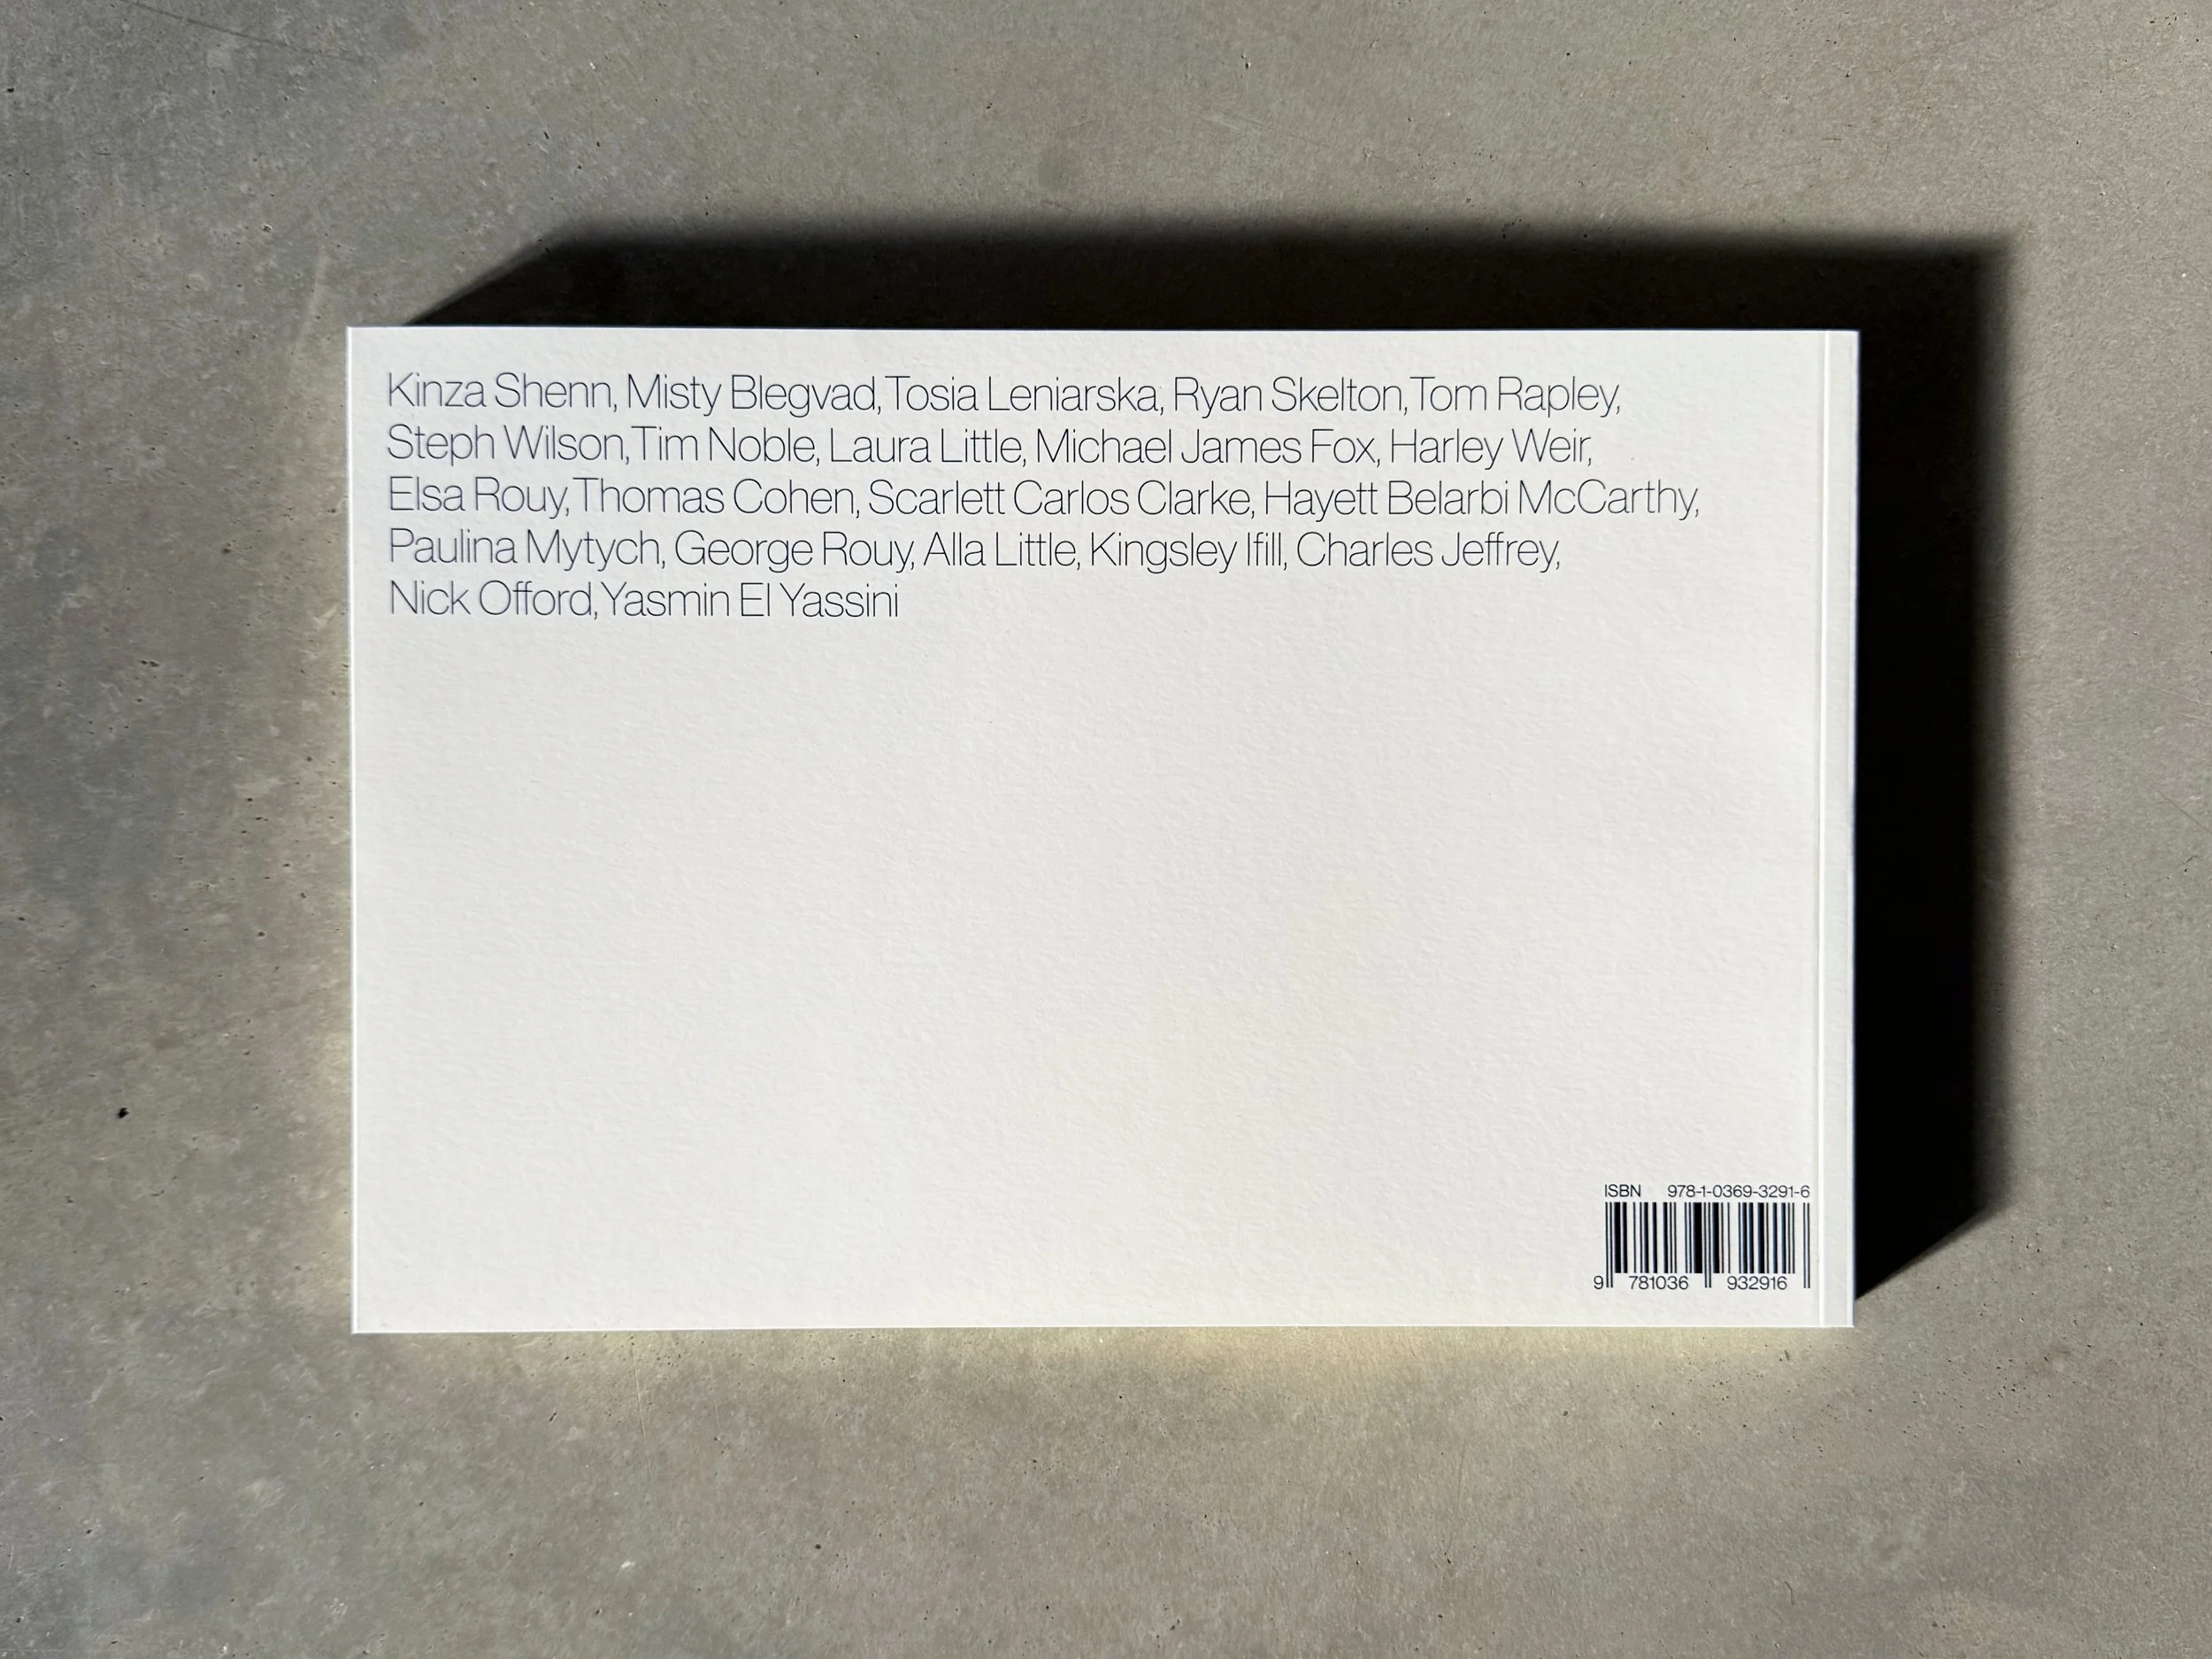 Kinza Shenn, Misty Blegvad, Tosia Leniarska, Ryan Skelton, Tom Rapley,
Steph Wilson, Tim Noble, Laura Little, Michael James Fox, Harley Weir,
Elsa Rouy, Thomas Cohen, Scarlett Carlos Clarke, Hayett Belarbi McCarthy,
Paulina Mytych, George Rouy, Alla Little, Kingsley Ifill, Charles Jeffrey,
Nick Offord, Yasmin El Yassini
ISBN 978-1-0369-3291-6
9 781036 932916